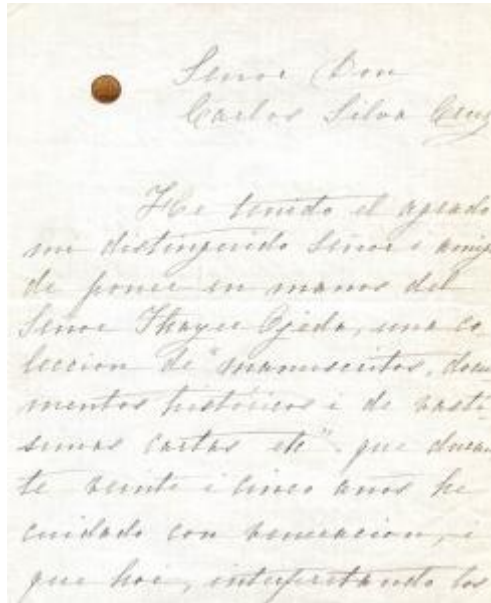 Señor Don
Carlos Silva Cruz
He tenido el agrado
mi distinguido Señor i amigo
de poner en manos del
Señor Thayer Ojeda, una co
leccion de "manuscritos, docu
mentos históricos i de
cartas etc" que duran
te veinte i cinco años he
cuidado con veneracion, i
que hoi, interpretando los